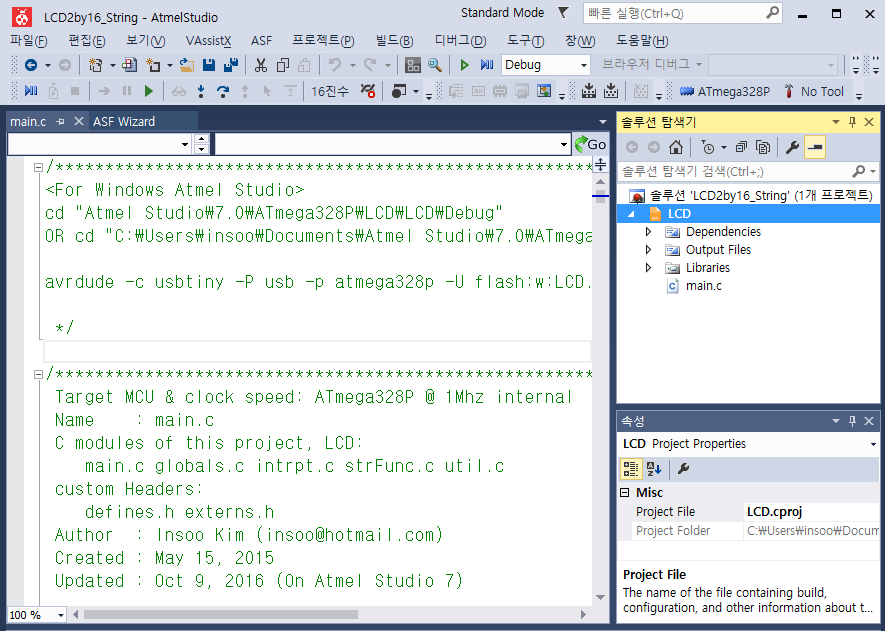 LCD2by16_String - AtmelStudio
Standard Mode
빠른 실행(Ctrl+Q)
파일(F) 편집(E) 보기(V) VAssistX ASF 프로젝트(P) 빌드(B) 디버그(D) 도구(T) 창(W) 도움말(H)
Debug 브라우저 디버그
16진수 ATmega328P No Tool
main.c ASF Wizard
Go
/******************************************************
<For Windows Atmel Studio>
cd "Atmel Studio₩7.0₩ATmega328P₩LCD₩LCD₩Debug"
OR cd "C:₩Users₩insoo₩Documents₩Atmel Studio₩7.0₩ATmega
avrdude -c usbtiny -P usb -p atmega328p -U flash:w:LCD.
*/
/******************************************************
Target MCU & clock speed: ATmega328P @ 1Mhz internal
Name : main.c
C modules of this project, LCD:
main.c globals.c intrpt.c strFunc.c util.c
custom Headers:
defines.h externs.h
Author : Insoo Kim (insoo@hotmail.com)
Created : May 15, 2015
Updated : Oct 9, 2016 (On Atmel Studio 7)
100 %
솔루션 탐색기
솔루션 탐색기 검색(Ctrl+;)
솔루션 'LCD2by16_String' (1개 프로젝트)
LCD
Dependencies
Output Files
Libraries
main.c
속성
LCD Project Properties
Misc
Project File LCD.cproj
Project Folder C:₩Users₩insoo₩Docum
Project File
The name of the file containing build,
configuration, and other information about t...